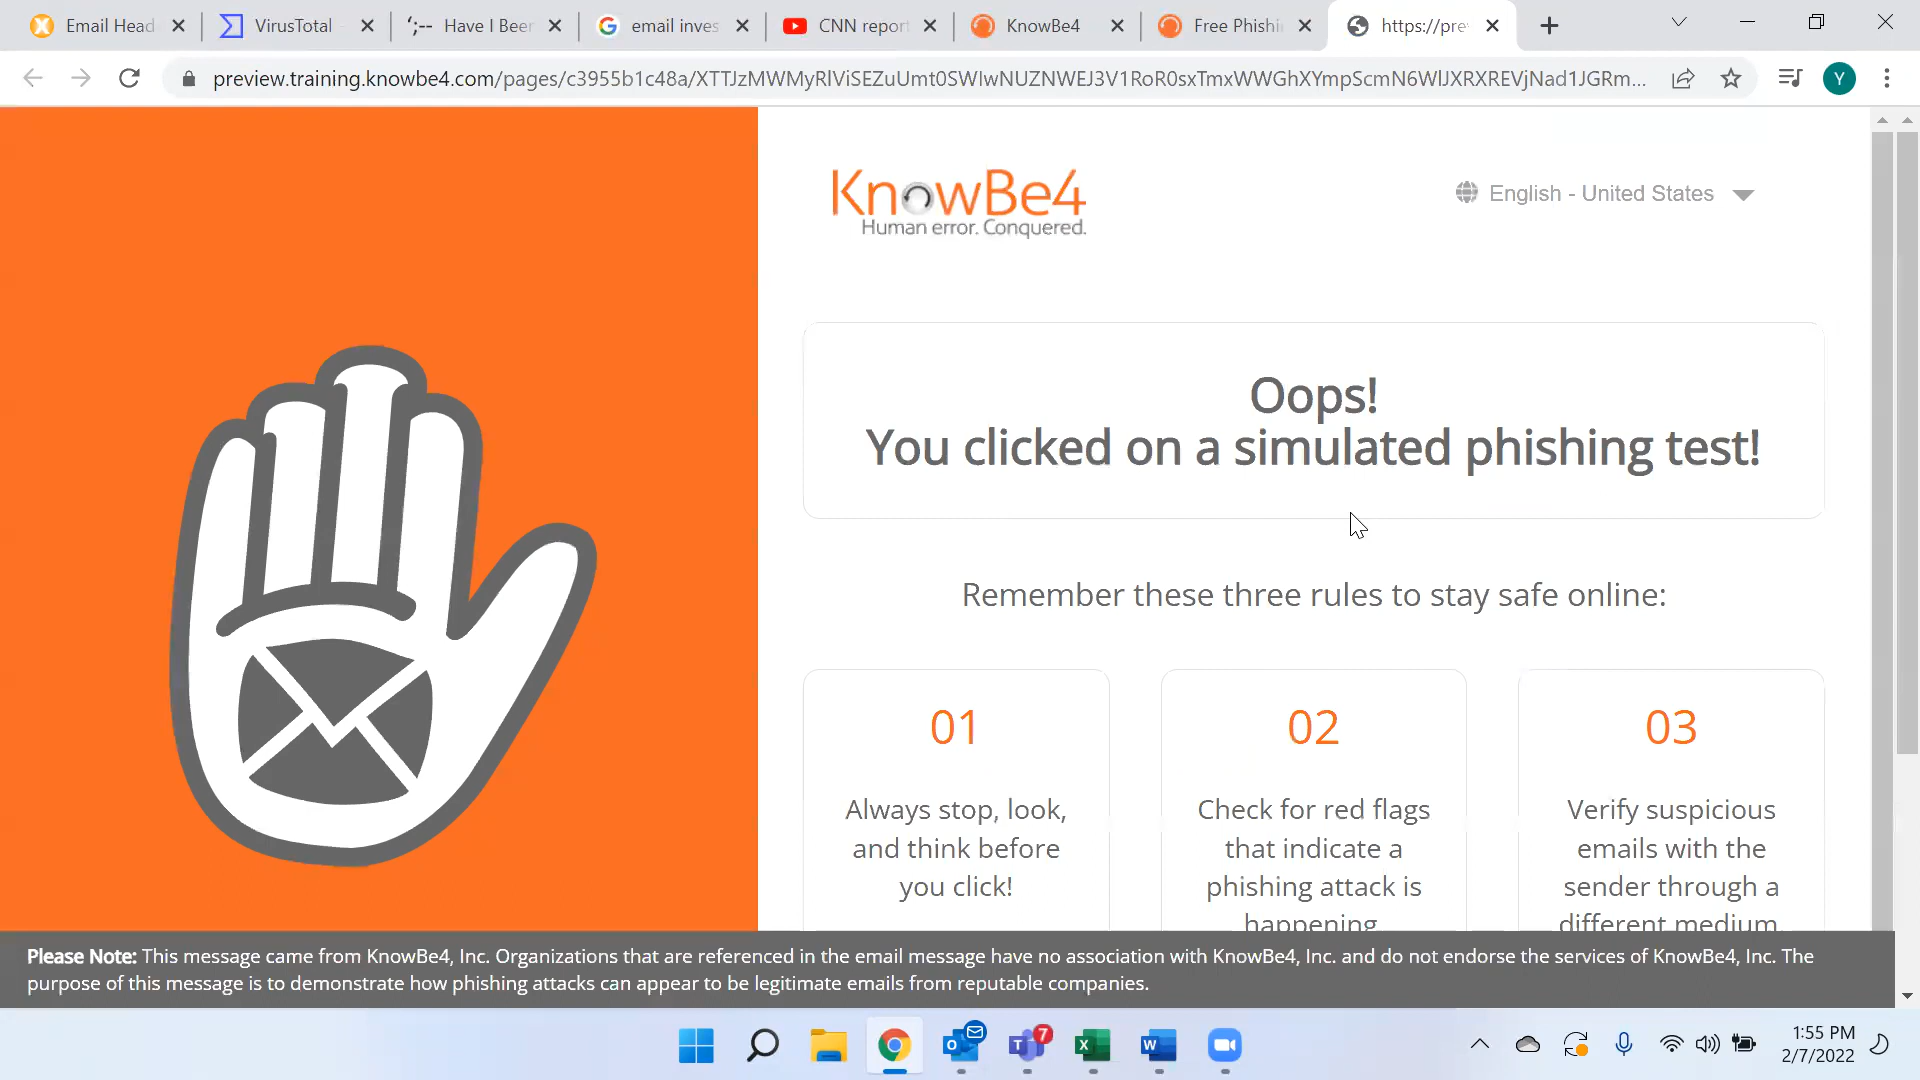 Email Head
VirusTotal
';-- Have I Been
email inves
CNN report
KnowBe4
Free Phishi
https://pre
preview.training.knowbe4.com/pages/c3955b1c48a/XTTJzMWMyRlViSEZuUmt0SWIwNUZNWEJ3V1RoR0sxTmxWWGhXYmpScmN6WlJXRXREVjNad1JGRm...
Y
KnowBe4
Human error. Conquered.
English - United States
Oops!
You clicked on a simulated phishing test!
Remember these three rules to stay safe online:
01
Always stop, look,
and think before
you click!
02
Check for red flags
that indicate a
phishing attack is
happening.
03
Verify suspicious
emails with the
sender through a
different medium.
Please Note: This message came from KnowBe4, Inc. Organizations that are referenced in the email message have no association with KnowBe4, Inc. and do not endorse the services of KnowBe4, Inc. The
purpose of this message is to demonstrate how phishing attacks can appear to be legitimate emails from reputable companies.
7
1:55 PM
2/7/2022